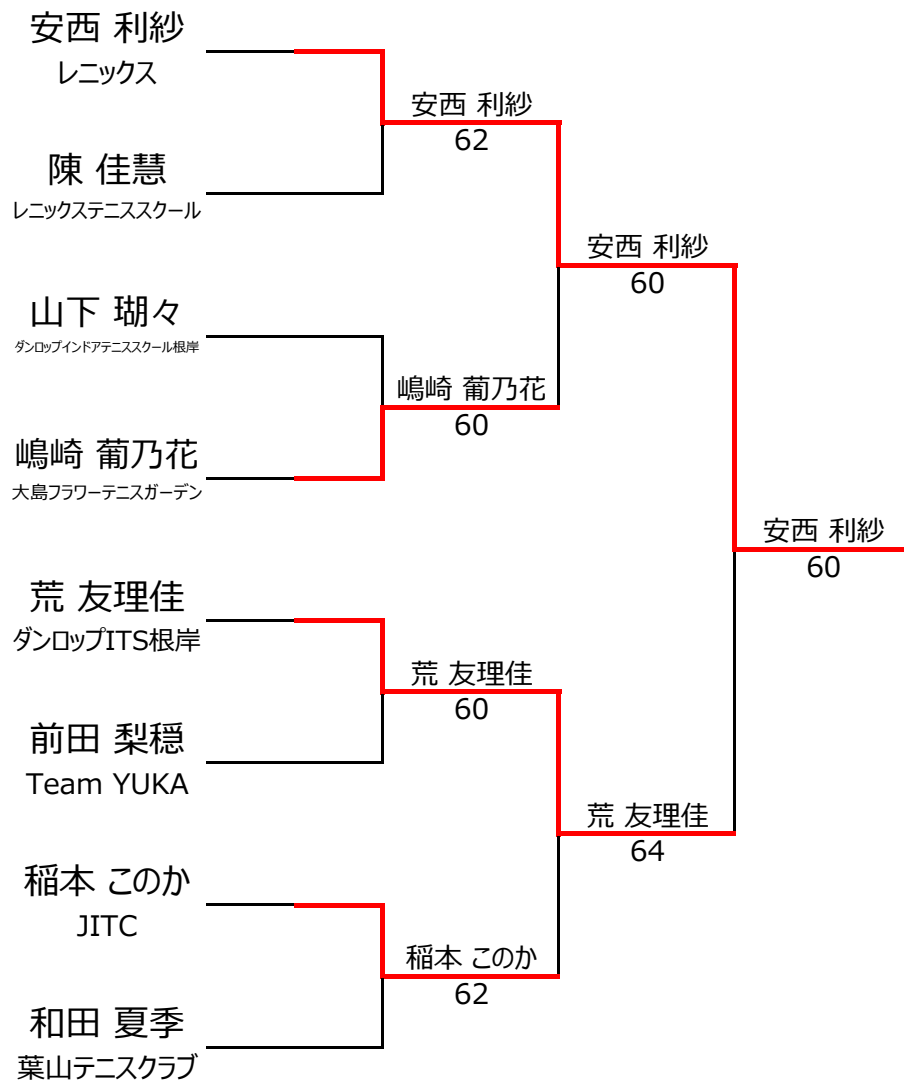 安西 利紗
レニックス
陳 佳慧
レニックステニススクール
山下 瑚々
ダンロップインドアテニススクール根岸
嶋崎 葡乃花
大島フラワーテニスガーデン
荒 友理佳
ダンロップITS根岸
前田 梨穏
Team YUKA
稲本 このか
JITC
和田 夏季
葉山テニスクラブ
安西 利紗
62
嶋崎 葡乃花
60
荒 友理佳
60
稲本 このか
62
安西 利紗
60
荒 友理佳
64
安西 利紗
60